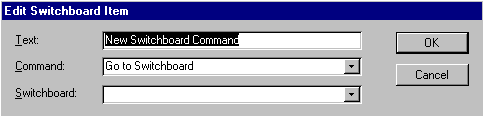 Edit Switchboard Item
Text: New Switchboard Command OK
Command: Go to Switchboard
Cancel
Switchboard: